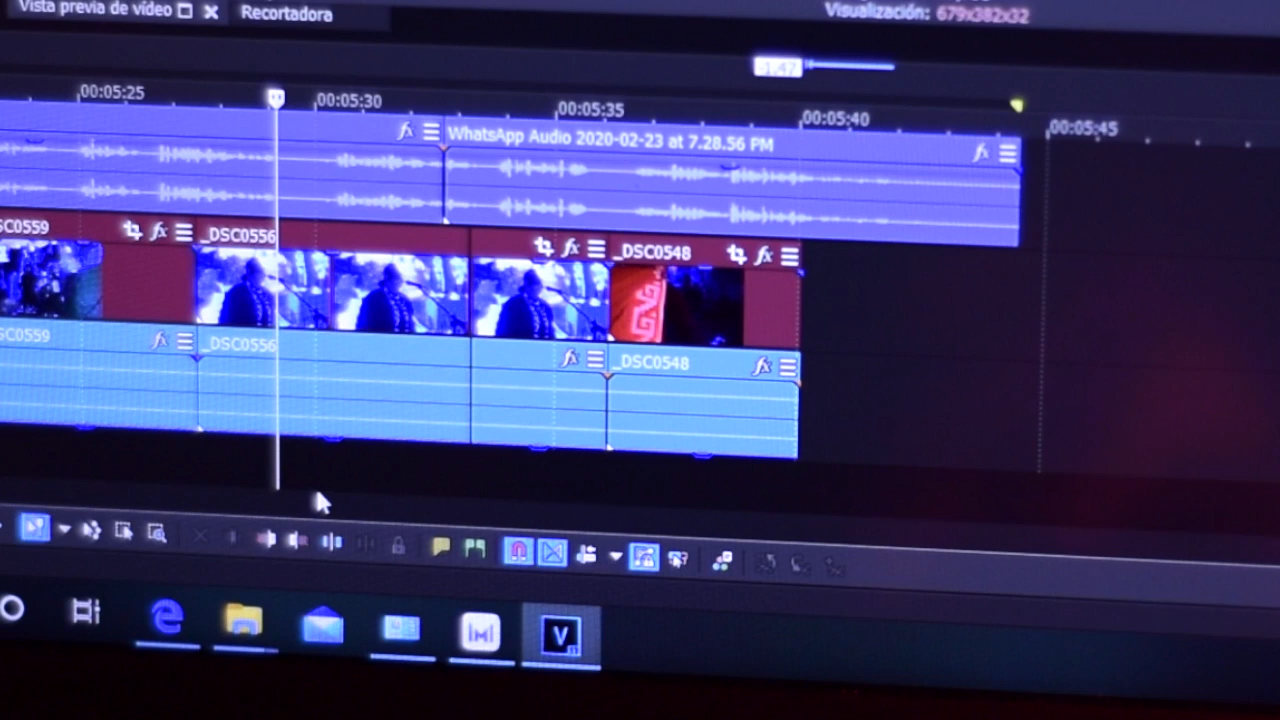 Vista previa de vídeo
Recortadora
Visualización: 679x382x32
-1.47
00:05:25
00:05:30
00:05:35
00:05:40
00:05:45
WhatsApp Audio 2020-02-23 at 7.28.56 PM
SC0559
_DSC0556
_DSC0548
SC0559
_DSC0556
_DSC0548
V